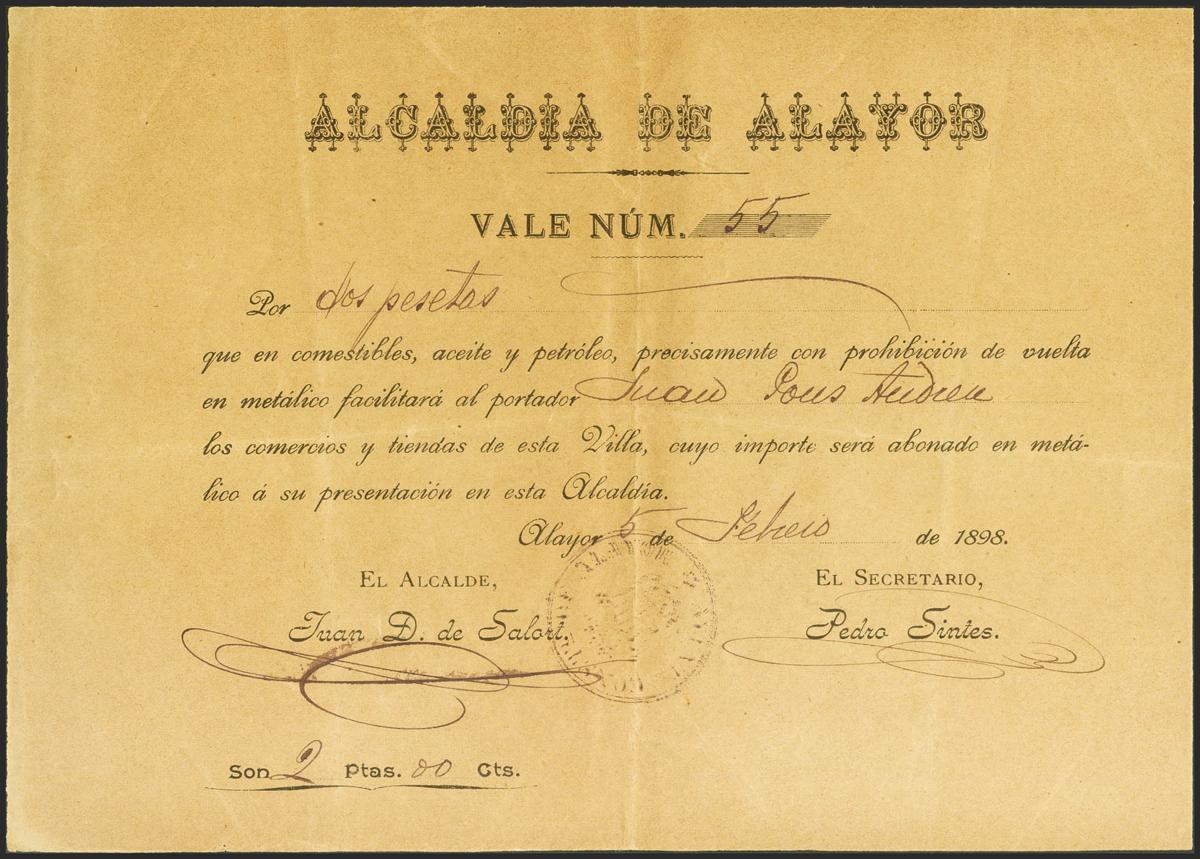 ALCALDIA DE ALAYOR
VALE NÚM. 55
Por dos pesetas
que en comestibles, aceite y petróleo, precisamente con prohibición de vuelta
en metálico facilitará al portador Juan Pons Andreu
los comercios y tiendas de esta Villa, cuyo importe será abonado en metá-
lico á su presentación en esta Alcaldía.
Alayor 5 de Febrero de 1898.
EL ALCALDE,
EL SECRETARIO,
Juan D. de Salort.
Pedro Sintes.
Son 2 Ptas. 00 Cts.